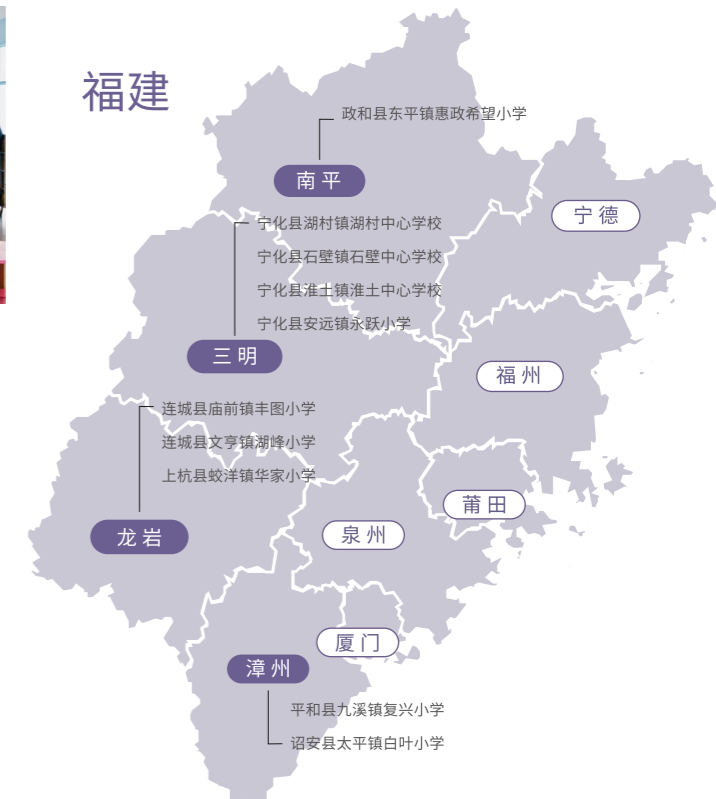 福建
政和县东平镇惠政希望小学
南平
宁德
宁化县湖村镇湖村中心学校
宁化县石壁镇石壁中心学校
宁化县淮土镇淮土中心学校
宁化县安远镇永跃小学
三明
福州
连城县庙前镇丰图小学
连城县文亨镇湖峰小学
上杭县蛟洋镇华家小学
莆田
龙岩
泉州
厦门
漳州
平和县九溪镇复兴小学
诏安县太平镇白叶小学